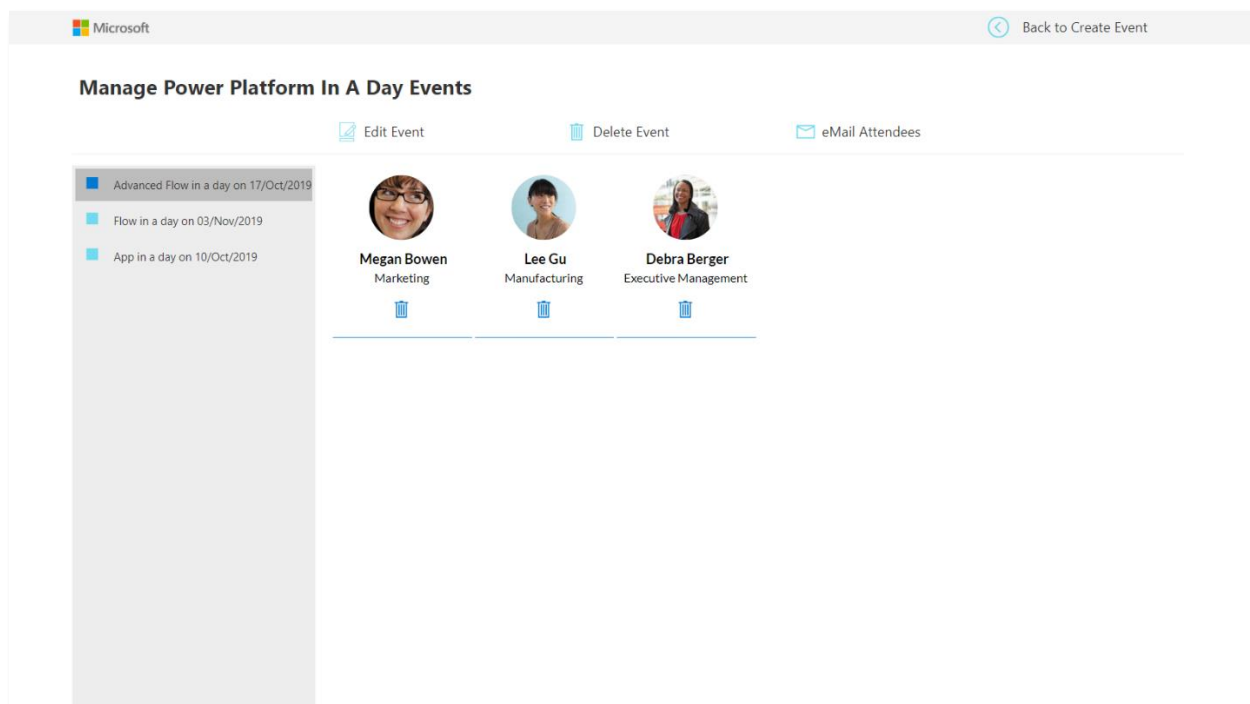 Microsoft
Back to Create Event
Manage Power Platform In A Day Events
Edit Event
Delete Event
eMail Attendees
Advanced Flow in a day on 17/Oct/2019
Flow in a day on 03/Nov/2019
App in a day on 10/Oct/2019
Megan Bowen
Marketing
Lee Gu
Manufacturing
Debra Berger
Executive Management